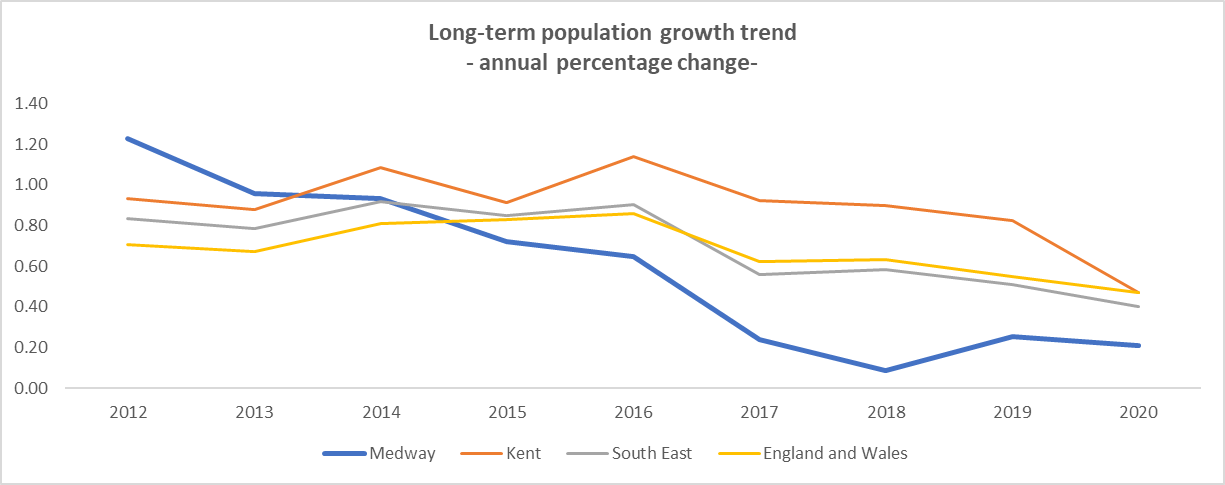 Long-term population growth trend
- annual percentage change-
1.40
1.20
1.00
0.80
0.60
0.40
0.20
0.00
2012 2013 2014 2015 2016 2017 2018 2019 2020
Medway Kent South East England and Wales